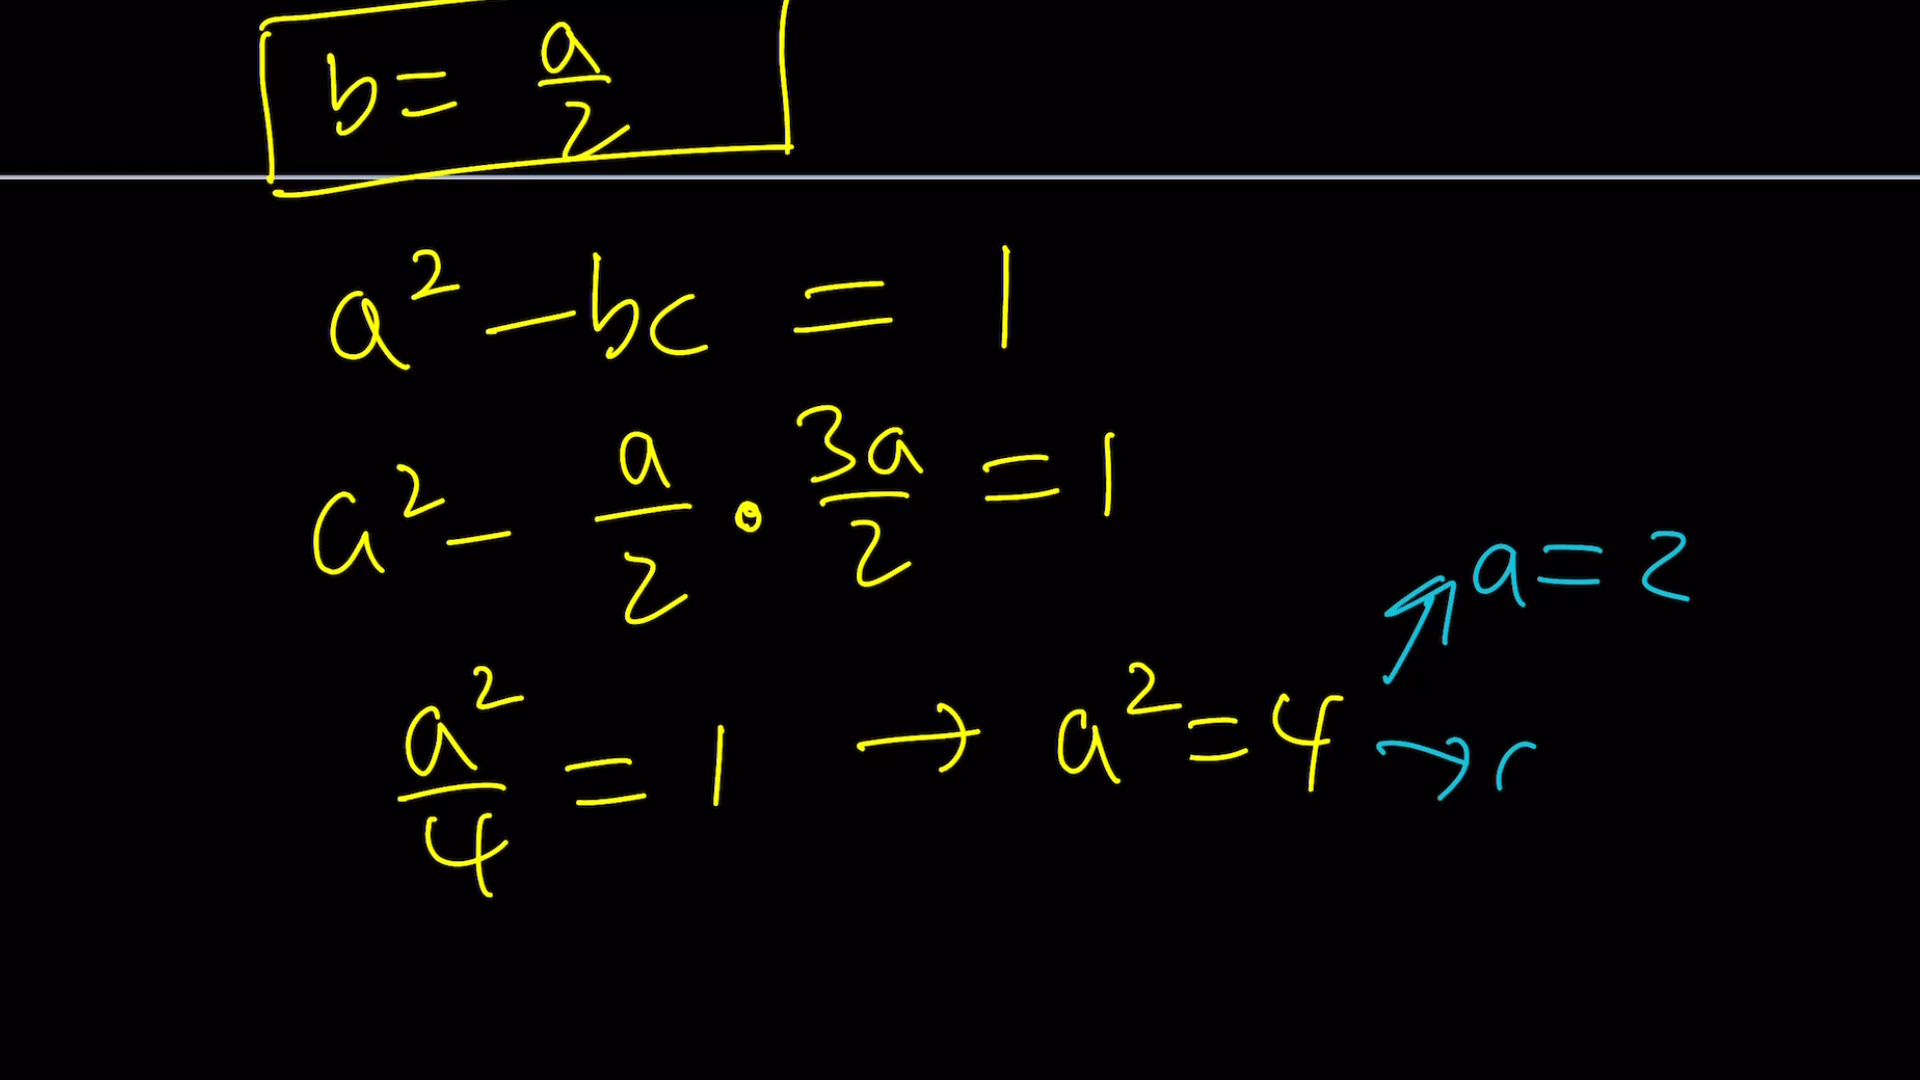 b = a/2
a² - bc = 1
a² - a/2 · 3a/2 = 1
a = 2
a²/4 = 1 → a² = 4 →